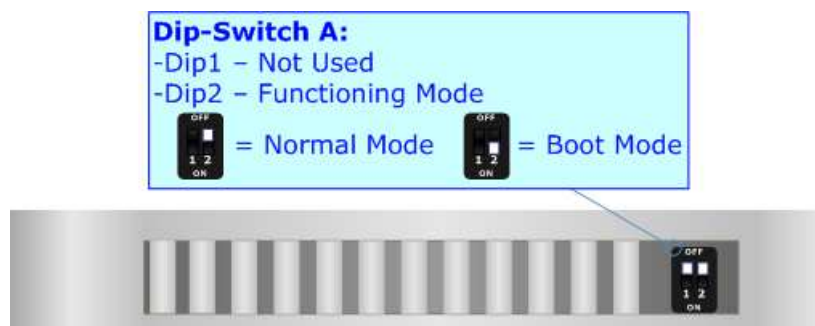 Dip-Switch A:
-Dip1 – Not Used
-Dip2 – Functioning Mode
OFF
1 2
ON
= Normal Mode
OFF
1 2
ON
= Boot Mode
OFF
1 2
ON